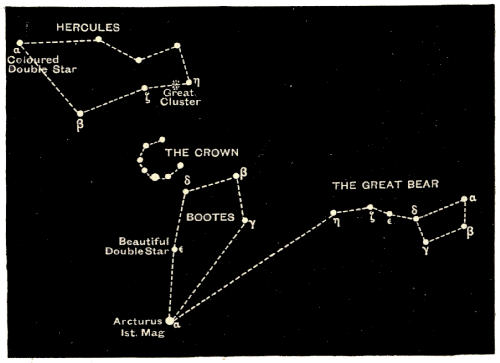 HERCULES
α
Coloured
Double Star
η
ζ
Great
Cluster
β
THE CROWN
δ
β
THE GREAT BEAR
α
BOOTES
γ
η
ζ
ε
δ
β
γ
Beautiful
Double Star
ε
Arcturus
α
Ist. Mag